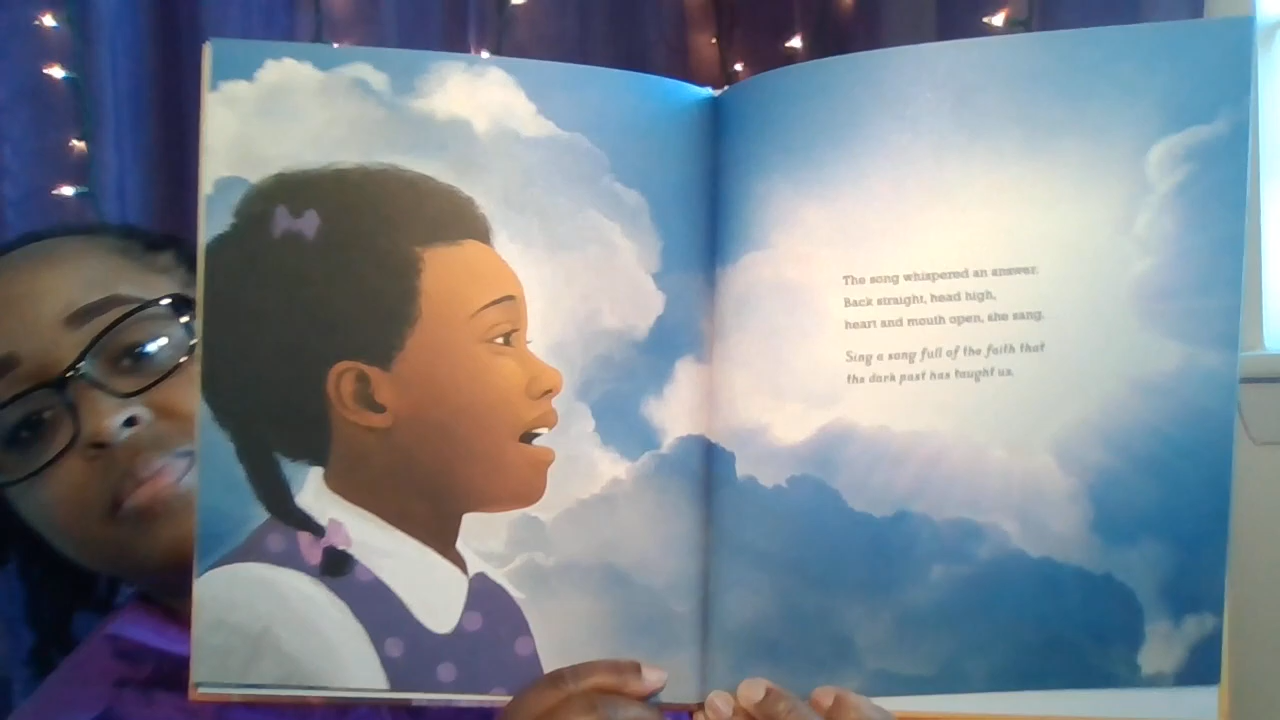 The song whispered an answer.
Back straight, head high,
heart and mouth open, she sang.
Sing a song full of the faith that
the dark past has taught us.